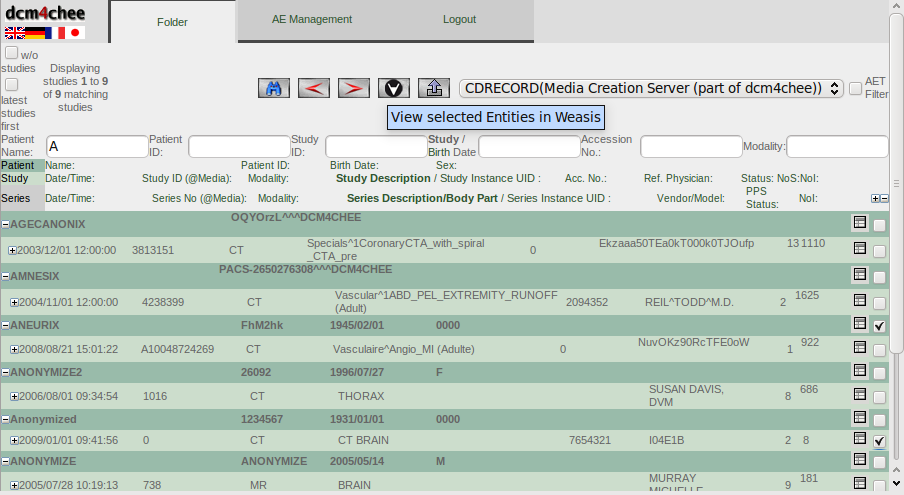 dcm4chee
Folder
AE Management
Logout
w/o studies
latest studies first
Displaying studies 1 to 9 of 9 matching studies
CDRECORD(Media Creation Server (part of dcm4chee))
AET Filter
View selected Entities in Weasis
Patient Name: A Patient ID: Study ID: Study / Birth Date Accession No.: Modality:
Patient Name: Patient ID: Birth Date: Sex:
Study Date/Time: Study ID (@Media): Modality: Study Description / Study Instance UID : Acc. No.: Ref. Physician: Status: NoS:NoI:
Series Date/Time: Series No (@Media): Modality: Series Description/Body Part / Series Instance UID : Vendor/Model: PPS Status: NoI:
AGECANONIX OQYOrzL^^^DCM4CHEE
2003/12/01 12:00:00 3813151 CT Specials^1CoronaryCTA_with_spiral_CTA_pre 0 Ekzaaa50TEa0kT000k0TJOufp 13 1110
AMNESIX PACS-2650276308^^^DCM4CHEE
2004/11/01 12:00:00 4238399 CT Vascular^1ABD_PEL_EXTREMITY_RUNOFF (Adult) 2094352 REIL^TODD^M.D. 2 1625
ANEURIX FhM2hk 1945/02/01 0000
2008/08/21 15:01:22 A10048724269 CT Vasculaire^Angio_MI (Adulte) 0 NuvOKz90RcTFE0oW 1 922
ANONYMIZE2 26092 1996/07/27 F
2006/08/01 09:34:54 1016 CT THORAX SUSAN DAVIS, DVM 8 686
Anonymized 1234567 1931/01/01 0000
2009/01/01 09:41:56 0 CT CT BRAIN 7654321 I04E1B 2 8
ANONYMIZE ANONYMIZE 2005/05/14 M
2005/07/28 10:19:13 738 MR BRAIN MURRAY MICHELLE 9 181